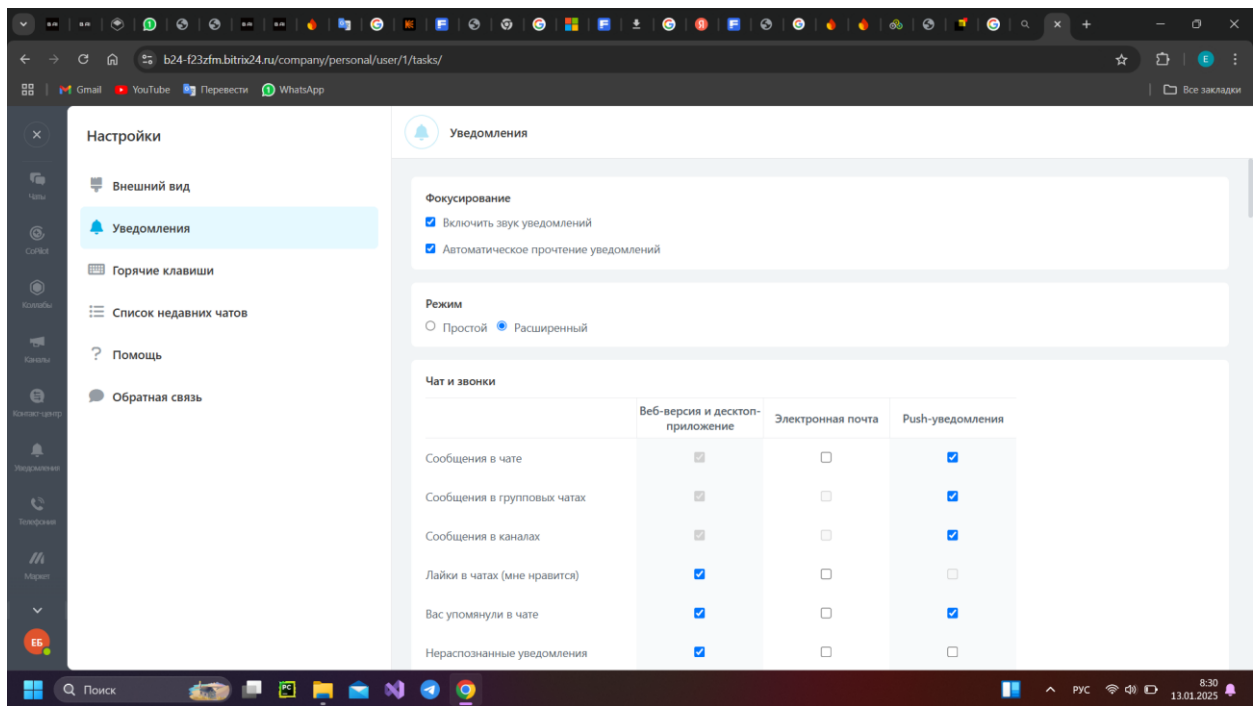 b24-f23zfm.bitrix24.ru/company/personal/user/1/tasks/
Gmail YouTube Перевести WhatsApp Все закладки
Настройки
Внешний вид
Уведомления
Горячие клавиши
Список недавних чатов
Помощь
Обратная связь
Чаты
CoPilot
Коллабы
Каналы
Контакт-центр
Уведомления
Телефония
Маркет
ЕБ
Уведомления
Фокусирование
Включить звук уведомлений
Автоматическое прочтение уведомлений
Режим
Простой Расширенный
Чат и звонки
Веб-версия и десктоп-
приложение
Электронная почта
Push-уведомления
Сообщения в чате
Сообщения в групповых чатах
Сообщения в каналах
Лайки в чатах (мне нравится)
Вас упомянули в чате
Нераспознанные уведомления
Поиск
РУС
8:30
13.01.2025